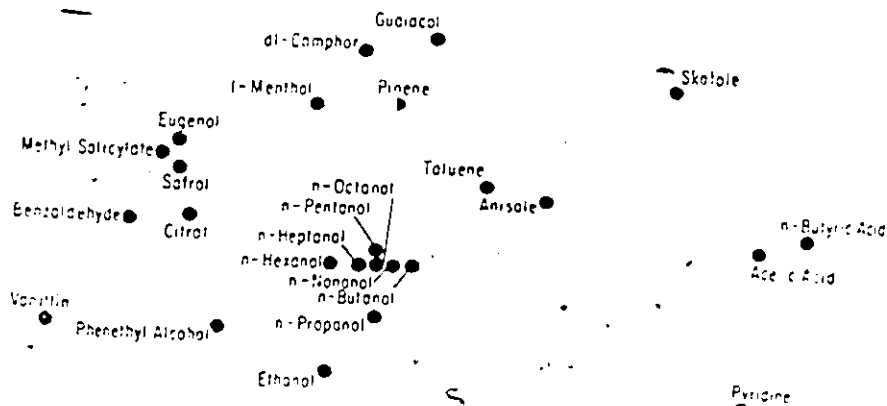 Guaiacol
dl-Camphor
l-Menthol
Pinene
Skatole
Eugenol
Methyl Salicylate
Safrol
Toluene
n-Octanol
n-Pentanol
Anisole
Benzaldehyde
Citral
n-Heptanol
n-Butyric Acid
n-Hexanol
n-Nonanol
Acetic Acid
n-Butanol
Vanillin
n-Propanol
Phenethyl Alcohol
Ethanol
Pyridine